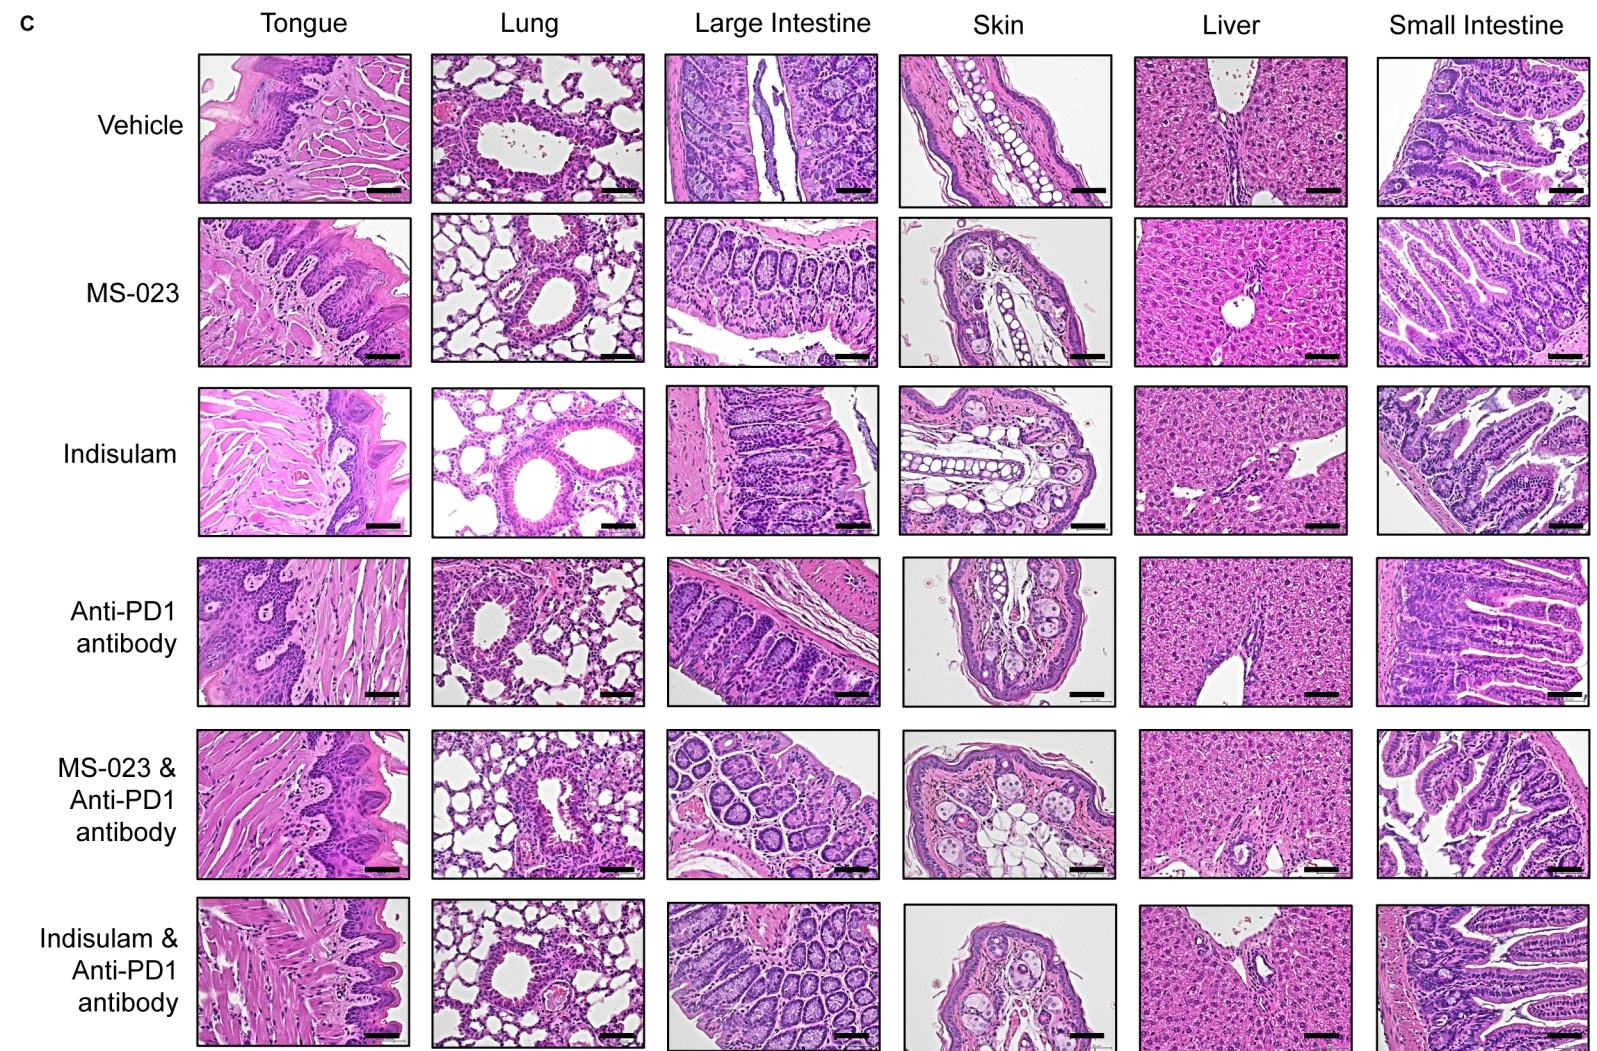 C
Tongue Lung Large Intestine Skin Liver Small Intestine
Vehicle
MS-023
Indisulam
Anti-PD1
antibody
MS-023 &
Anti-PD1
antibody
Indisulam &
Anti-PD1
antibody